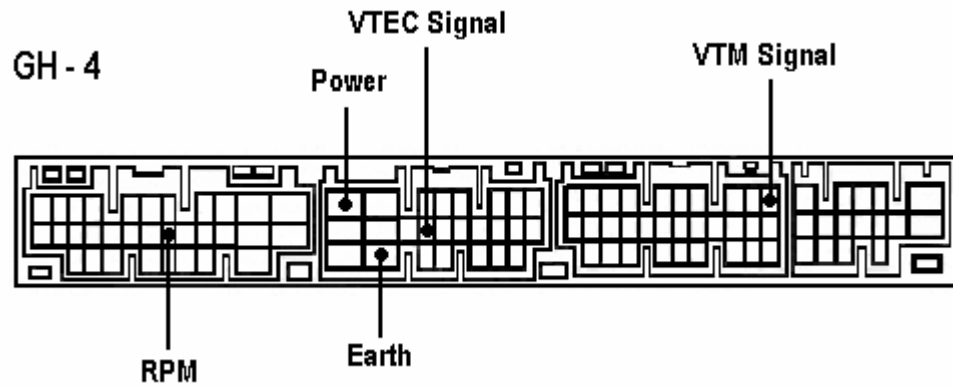 VTEC Signal
GH - 4
VTM Signal
Power
Earth
RPM